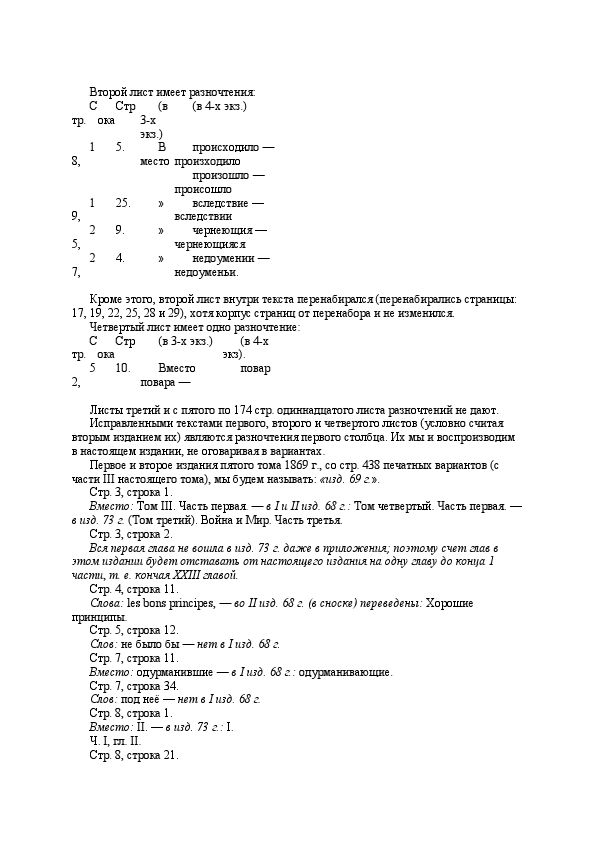 Второй лист имеет разночтения:
С Стр (в (в 4-х экз.)
тр. ока 3-х
экз.)
1 5. В происходило —
8, место произходило
произошло —
присошло
1 25. » вследствие —
9, вследствии
2 9. » чернеющия —
5, чернеющияся
2 4. » недоумении —
7, недоуменьи.
Кроме этого, второй лист внутри текста перенабирался (перенабирались страницы:
17, 19, 22, 25, 28 и 29), хотя корпус страниц от перенабора и не изменился.
Четвертый лист имеет одно разночтение:
С Стр (в 3-х экз.) (в 4-х
тр. ока экз).
5 10. Вместо повар
2, повара —
Листы третий и с пятого по 174 стр. одиннадцатого листа разночтений не дают.
Исправленными текстами первого, второго и четвертого листов (условно считая
вторым изданием их) являются разночтения первого столбца. Их мы и воспроизводим
в настоящем издании, не оговаривая в вариантах.
Первое и второе издания пятого тома 1869 г., со стр. 438 печатных вариантов (с
части III настоящего тома), мы будем называть: «изд. 69 г.».
Стр. 3, строка 1.
Вместо: Том III. Часть первая. — в I и II изд. 68 г.: Том четвертый. Часть первая. —
в изд. 73 г. (Том третий). Война и Мир. Часть третья.
Стр. 3, строка 2.
Вся первая глава не вошла в изд. 73 г. даже в приложения; поэтому счет глав в
этом издании будет отставать от настоящего издания на одну главу до конца 1
части, т. е. кончая XXIII главой.
Стр. 4, строка 11.
Слова: les bons principes, — во II изд. 68 г. (в сноске) переведены: Хорошие
принципы.
Стр. 5, строка 12.
Слов: не было бы — нет в I изд. 68 г.
Стр. 7, строка 11.
Вместо: одурманившие — в I изд. 68 г.: одурманивающие.
Стр. 7, строка 34.
Слов: под неё — нет в I изд. 68 г.
Стр. 8, строка 1.
Вместо: II. — в изд. 73 г.: I.
Ч. I, гл. II.
Стр. 8, строка 21.